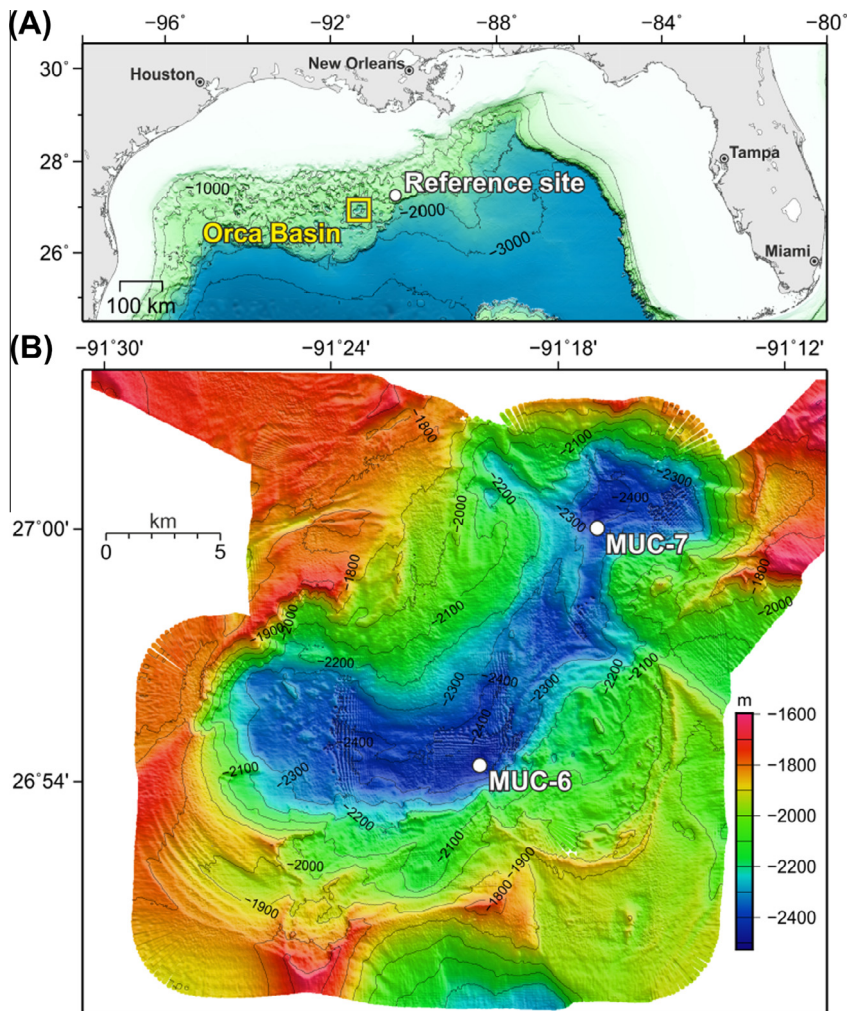 (A)
−96˚ −92˚ −88˚ −84˚ −80˚
30˚
28˚
26˚
Houston
New Orleans
Tampa
Miami
−1000
Reference site
−2000
Orca Basin
−3000
100 km
(B)
−91˚30' −91˚24' −91˚18' −91˚12'
27˚00'
26˚54'
km
0 5
−1800
−2100
−2300
−2200
−2400
−2000
−2300
MUC-7
−1800
−1800
−2100
−2000
−1900
−2000
−2200
−2100
−2200
−2400
−2300
−2300
−2400
−2400
−2100
−2300
MUC-6
−2200
−2100
−2000
−1900
−1800
−1900
m
−1600
−1800
−2000
−2200
−2400